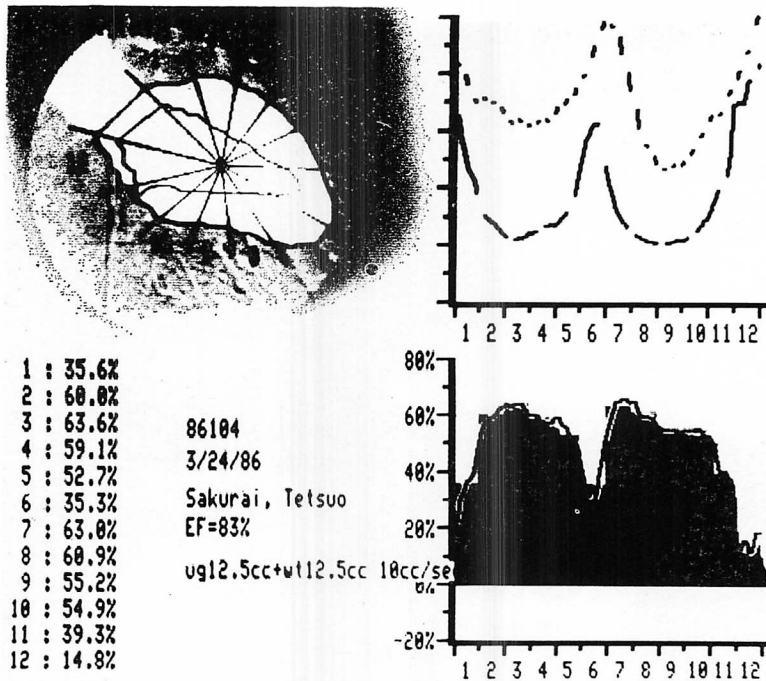 1 2 3 4 5 6 7 8 9 10 11 12
1 : 35.6%
2 : 60.0%
3 : 63.6%
4 : 59.1%
5 : 52.7%
6 : 35.3%
7 : 63.0%
8 : 60.9%
9 : 55.2%
10 : 54.9%
11 : 39.3%
12 : 14.8%
86104
3/24/86
Sakurai, Tetsuo
EF=83%
ug12.5cc+wt12.5cc 10cc/se
80%
60%
40%
20%
0%
-20%
1 2 3 4 5 6 7 8 9 10 11 12